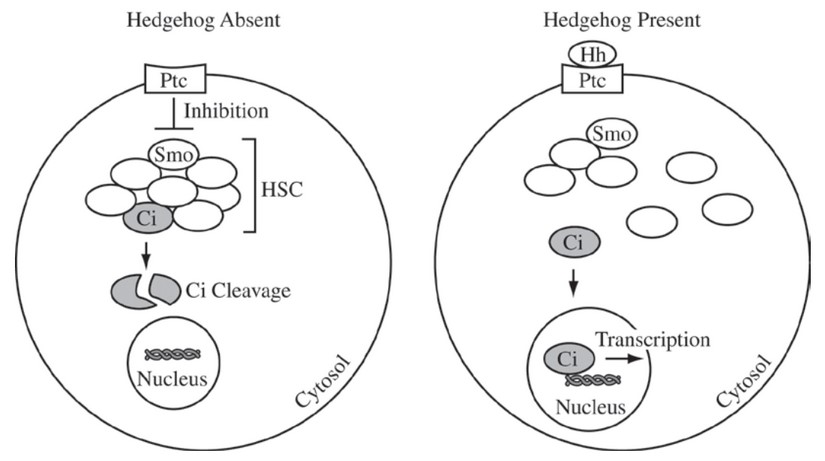 Hedgehog Absent
Ptc
Inhibition
Smo
HSC
Ci
Ci Cleavage
Nucleus
Cytosol
Hedgehog Present
Hh
Ptc
Smo
Ci
Transcription
Ci
Nucleus
Cytosol